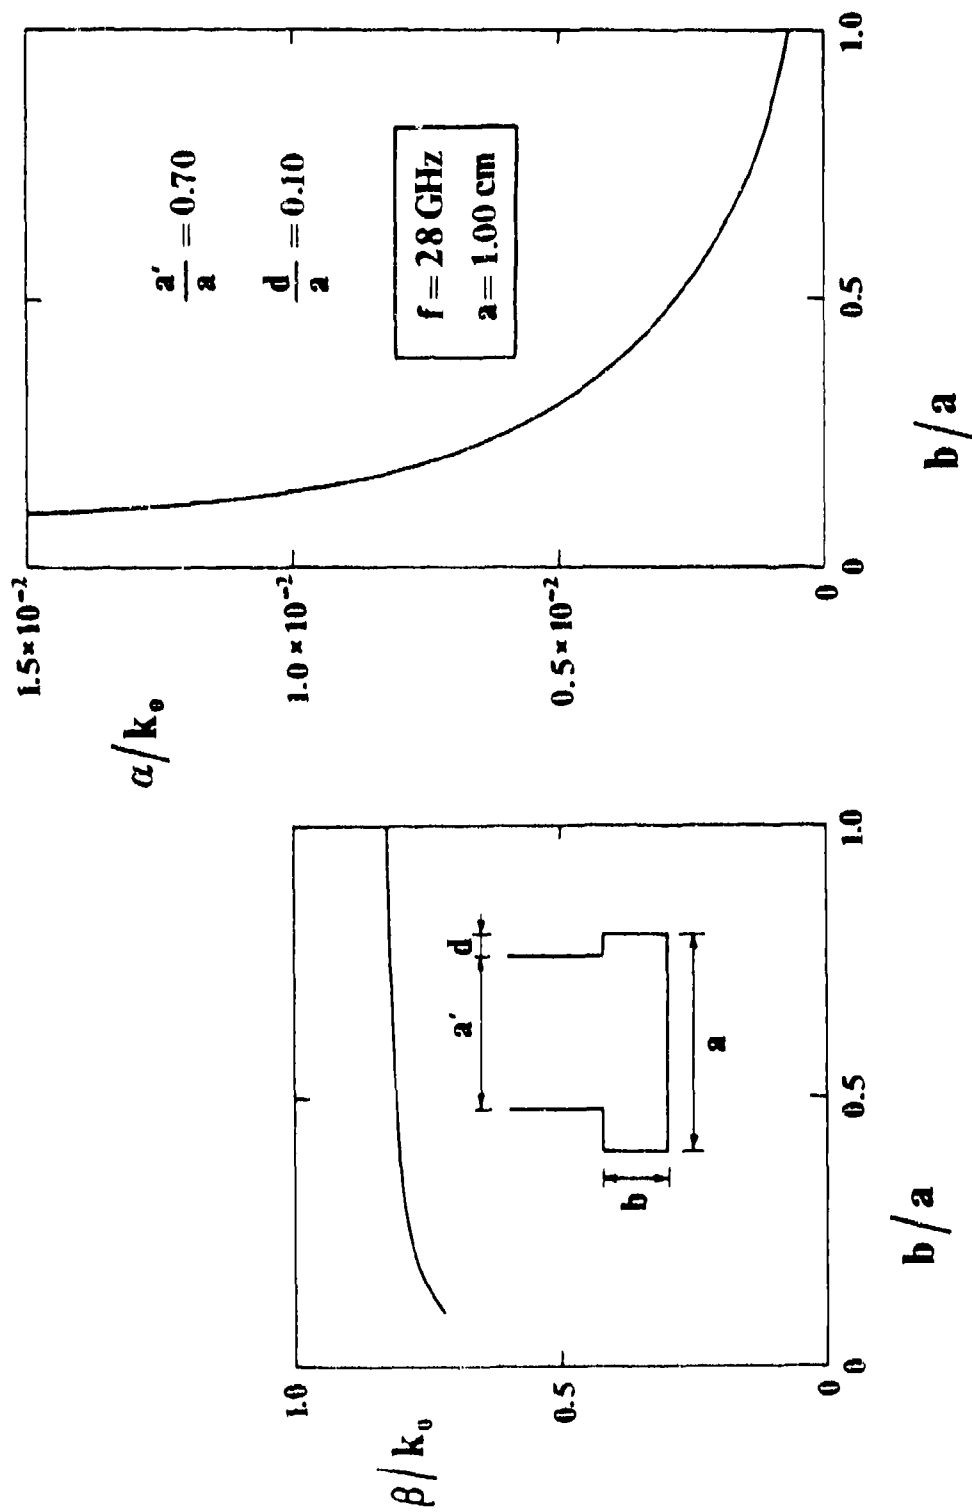 β/k₀
1.0
0.5
0
0
0.5
1.0
b/a
a'
d
b
a
α/k₀
1.5×10⁻²
1.0×10⁻²
0.5×10⁻²
0
0
0.5
1.0
b/a
a'/a = 0.70
d/a = 0.10
f = 28 GHz
a = 1.00 cm